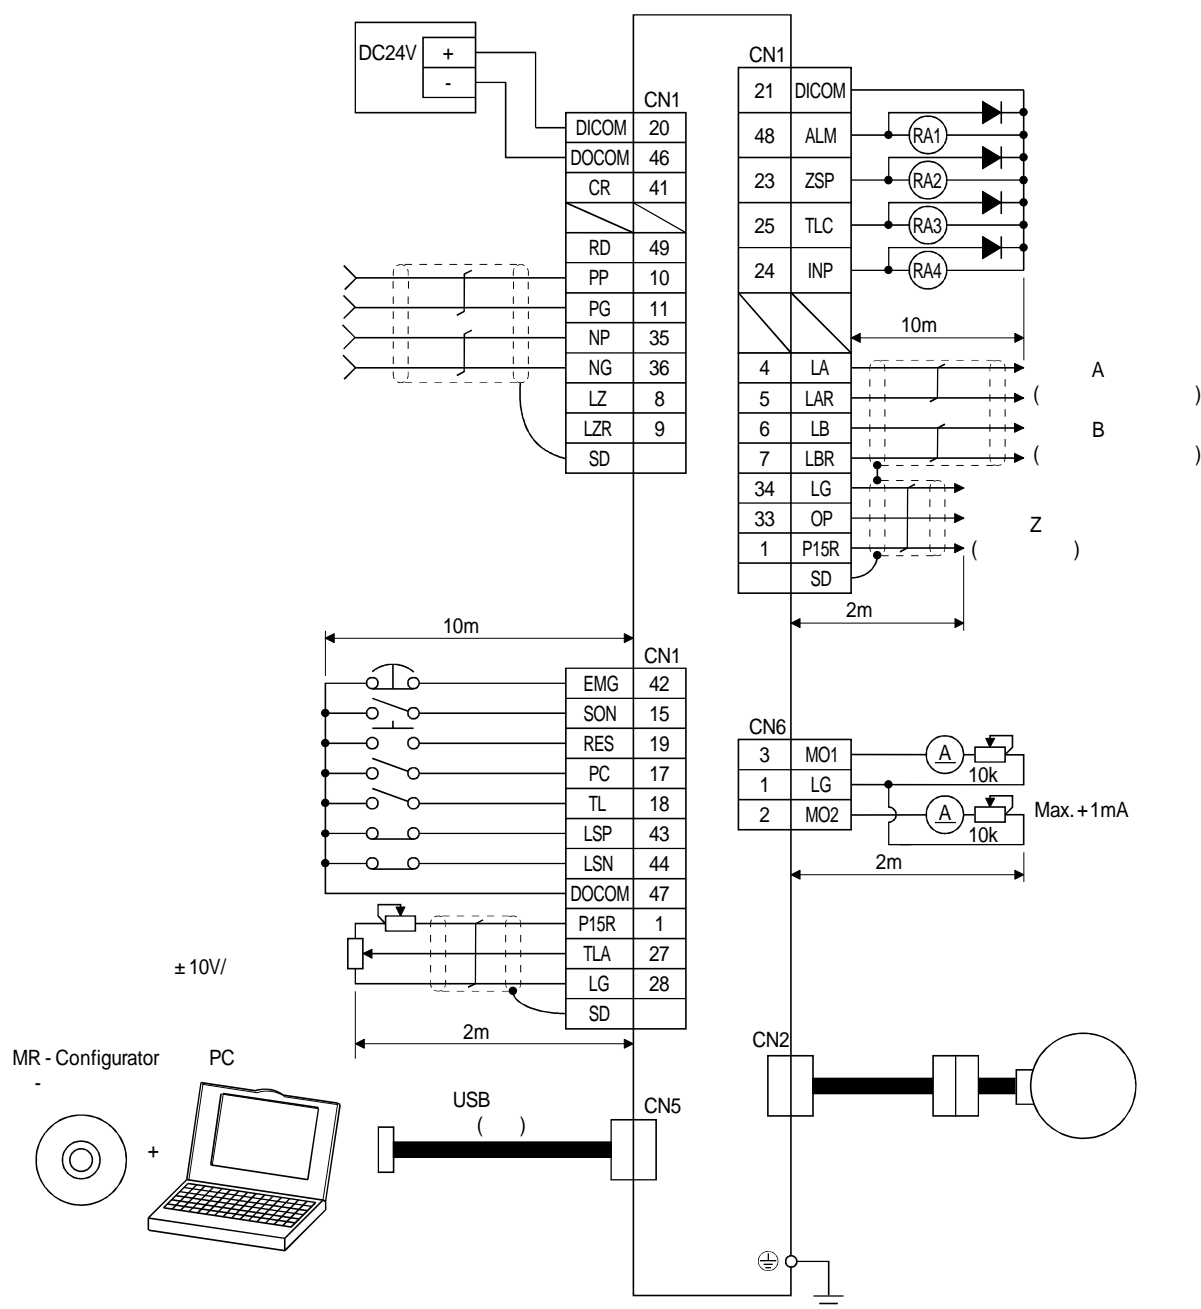 DC24V + 
-
CN1
DICOM 20
DOCOM 46
CR 41
RD 49
PP 10
PG 11
NP 35
NG 36
LZ 8
LZR 9
SD
CN1
21 DICOM
48 ALM RA1
23 ZSP RA2
25 TLC RA3
24 INP RA4
10m
4 LA A
5 LAR ( )
6 LB B
7 LBR ( )
34 LG
33 OP Z
1 P15R ( )
SD
2m
10m
CN1
EMG 42
SON 15
RES 19
PC 17
TL 18
LSP 43
LSN 44
DOCOM 47
P15R 1
TLA 27
LG 28
SD
± 10V/
2m
CN6
3 MO1 A
10k
1 LG
2 MO2 A Max. + 1mA
10k
2m
CN2
MR - Configurator PC
-
+
USB
( )
CN5